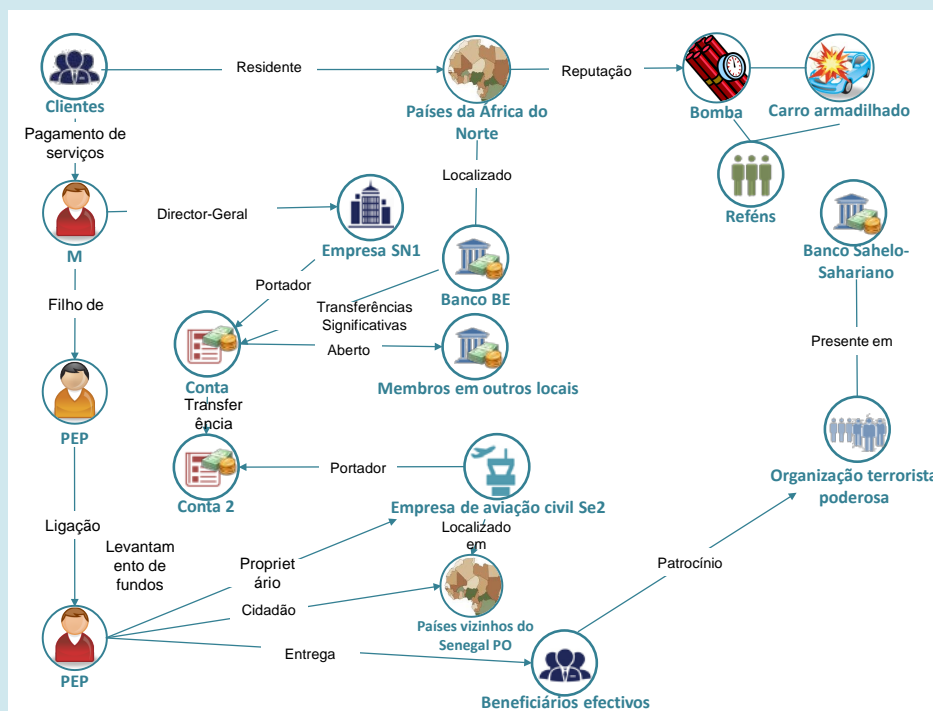 Residente
Reputação
Clientes
Países da África do
Norte
Bomba
Carro armadilhado
Pagamento de
serviços
Localizado
Director-Geral
Reféns
M
Empresa SN1
Banco Sahelo-
Sahariano
Portador
Banco BE
Filho de
Transferências
Significativas
Aberto
Presente em
Conta
Membros em outros locais
Transfer
ência
PEP
Portador
Conta 2
Empresa de aviação civil Se2
Organização terrorista
poderosa
Ligação
Levantam
ento de
fundos
Localizado
em
Propriet
ário
Patrocínio
Cidadão
Países vizinhos do
Senegal PO
Entrega
PEP
Beneficiários efectivos